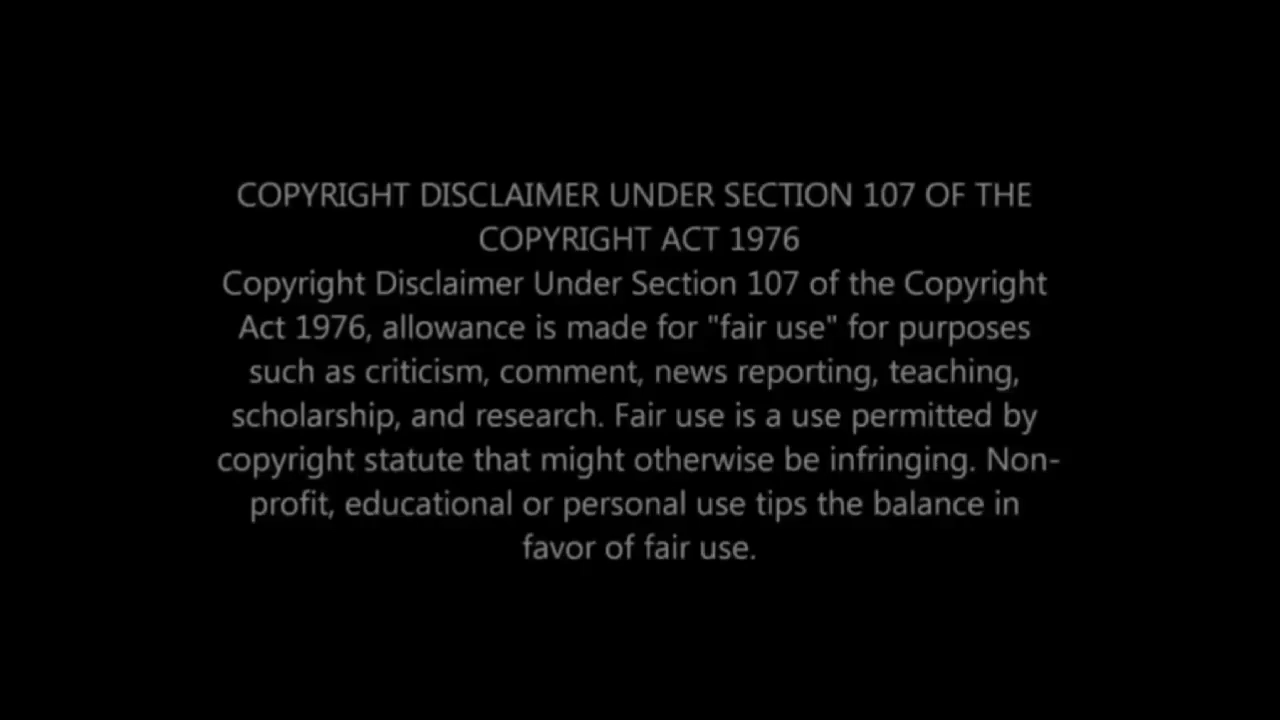 COPYRIGHT DISCLAIMER UNDER SECTION 107 OF THE
COPYRIGHT ACT 1976
Copyright Disclaimer Under Section 107 of the Copyright
Act 1976, allowance is made for "fair use" for purposes
such as criticism, comment, news reporting, teaching,
scholarship, and research. Fair use is a use permitted by
copyright statute that might otherwise be infringing. Non-
profit, educational or personal use tips the balance in
favor of fair use.